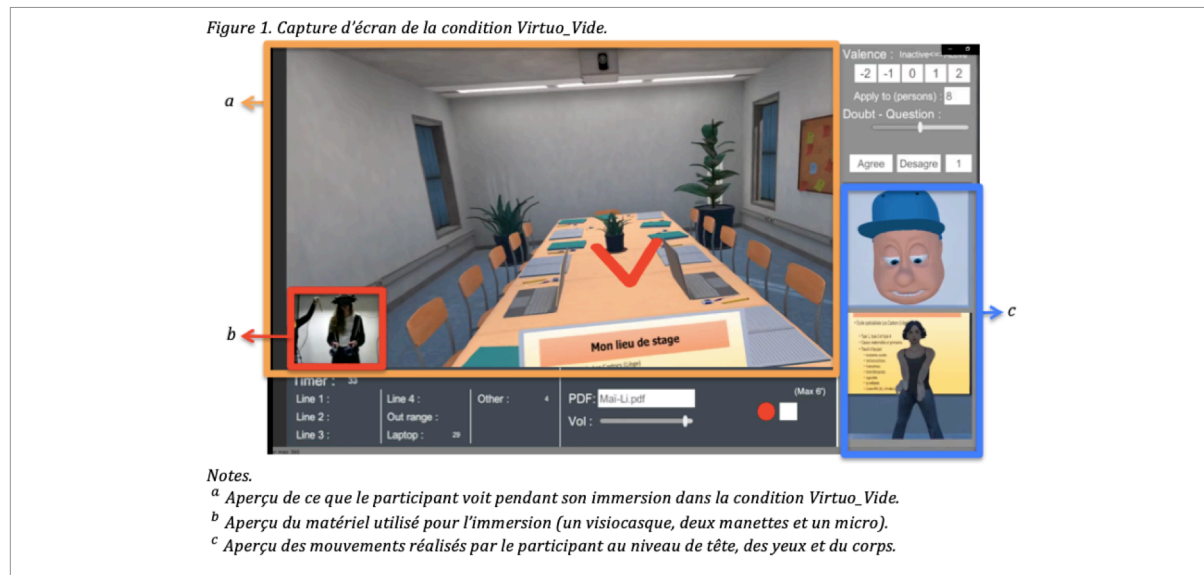 Figure 1. Capture d'écran de la condition Virtuo_Vide.
Valence : Inactive<=>
-2 -1 0 1 2
Apply to (persons) : 8
Doubt - Question :
Agree Desagre 1
a
b
c
Mon lieu de stage
Timer : 33
Line 1 :
Line 2 :
Line 3 :
Line 4 :
Out range :
Laptop : 29
Other : 4
PDF: Maï-Li.pdf
Vol :
(Max 6')
Notes.
a Aperçu de ce que le participant voit pendant son immersion dans la condition Virtuo_Vide.
b Aperçu du matériel utilisé pour l'immersion (un visiocasque, deux manettes et un micro).
c Aperçu des mouvements réalisés par le participant au niveau de tête, des yeux et du corps.